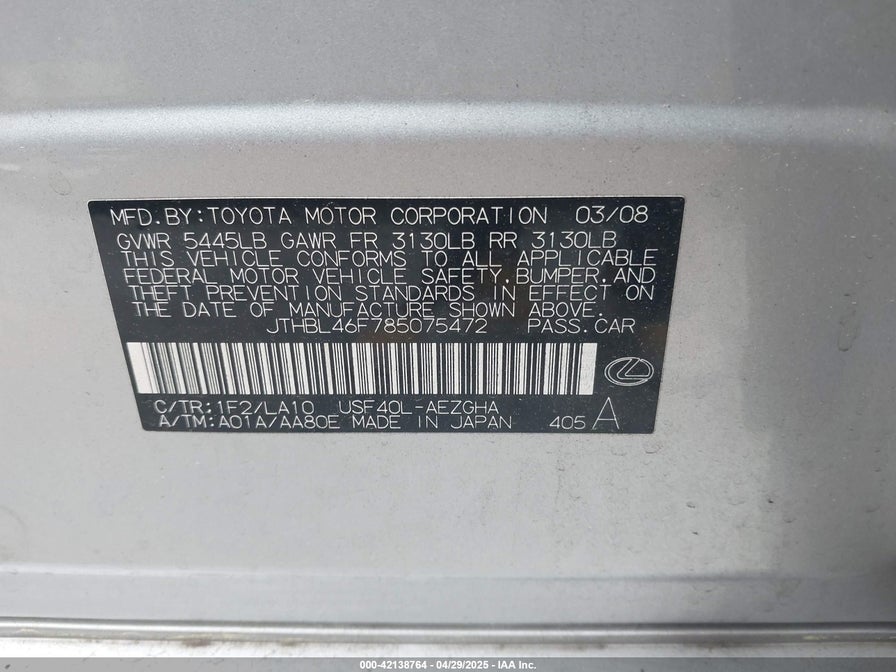 MFD.BY:TOYOTA MOTOR CORPORATION 03/08
GVWR 5445LB GAWR FR 3130LB RR 3130LB
THIS VEHICLE CONFORMS TO ALL APPLICABLE
FEDERAL MOTOR VEHICLE SAFETY,BUMPER,AND
THEFT PREVENTION STANDARDS IN EFFECT ON
THE DATE OF MANUFACTURE SHOWN ABOVE.
JTHBL46F785075472 PASS.CAR
C/TR:1F2/LA10 USF40L-AEZGHA
A/TM:A01A/AA80E MADE IN JAPAN 405 A
000-42138764 - 04/29/2025 - IAA Inc.